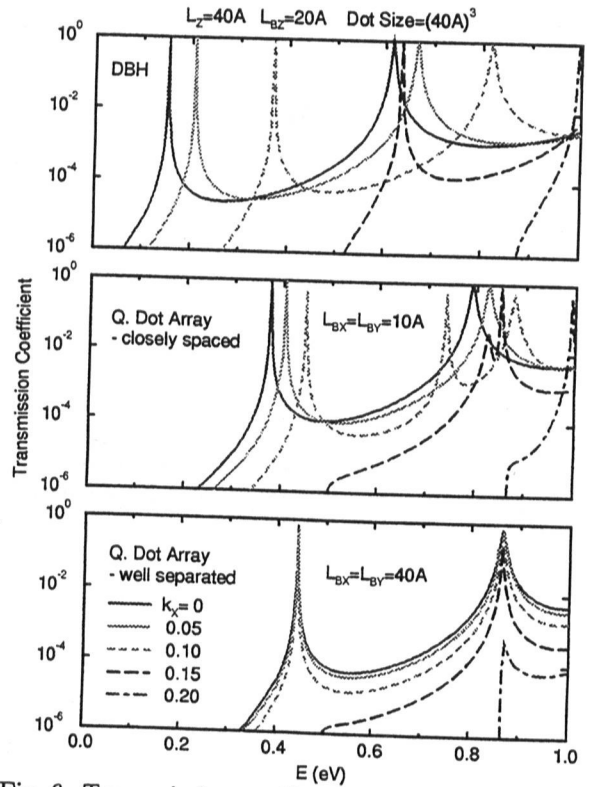 L_Z=40A L_BZ=20A Dot Size=(40A)^3
10^0
DBH
10^-2
10^-4
10^-6
10^0
Q. Dot Array
- closely spaced
L_BX=L_BY=10A
10^-2
10^-4
10^-6
Transmission Coefficient
10^0
Q. Dot Array
- well separated
L_BX=L_BY=40A
10^-2
k_x= 0
0.05
10^-4
0.10
0.15
0.20
10^-6
0.0 0.2 0.4 0.6 0.8 1.0
E (eV)